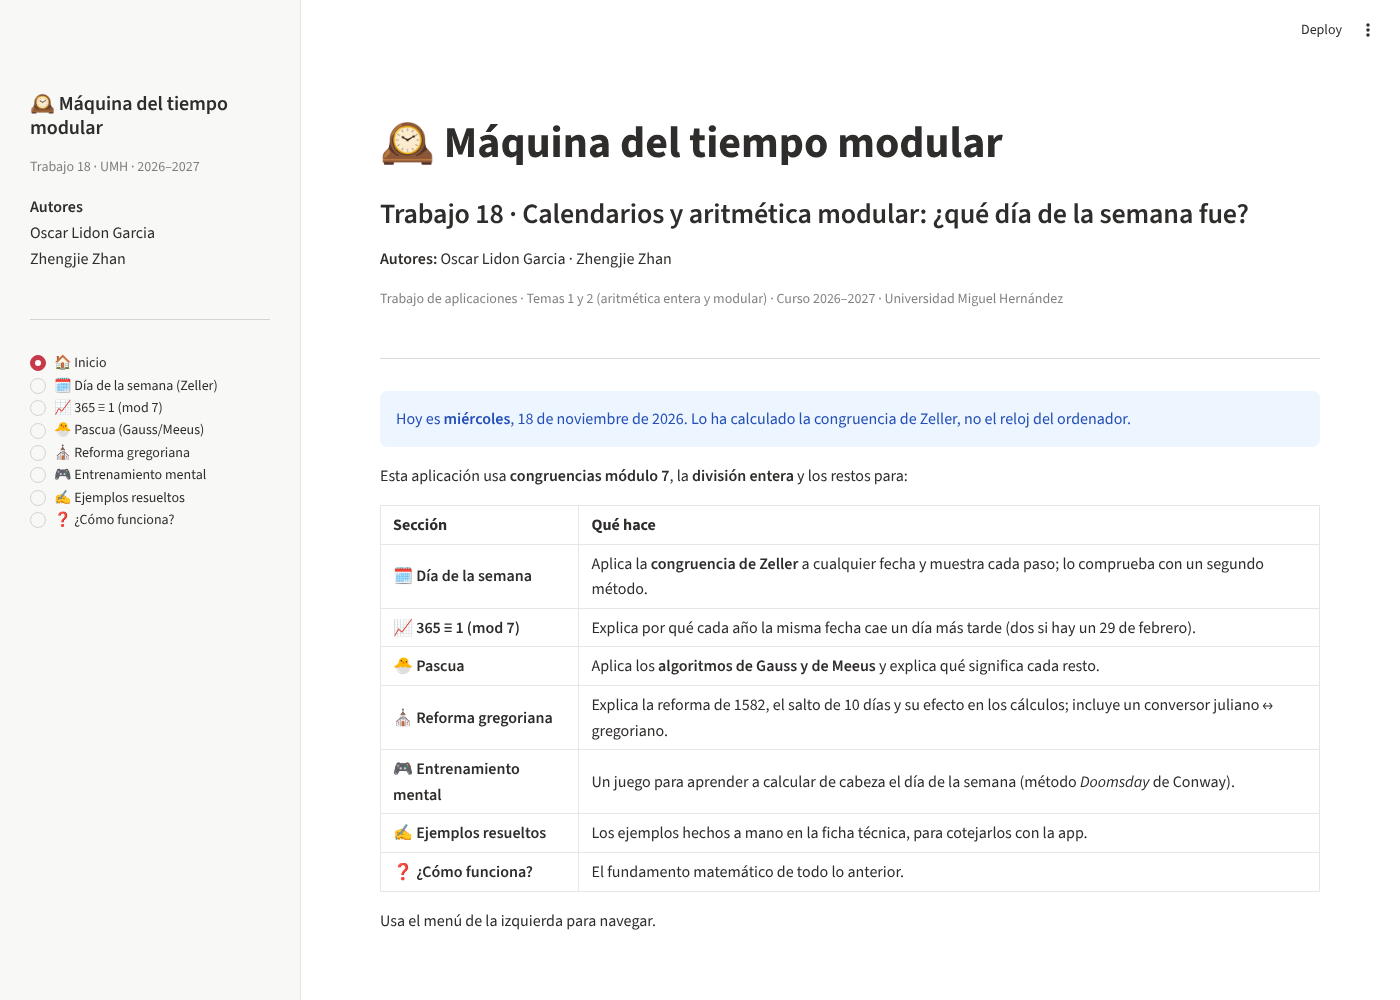 Deploy
🕰️ Máquina del tiempo
modular
Trabajo 18 · UMH · 2026–2027
Autores
Oscar Lidon Garcia
Zhengjie Zhan
🏠 Inicio
🗓️ Día de la semana (Zeller)
📈 365 ≡ 1 (mod 7)
🐣 Pascua (Gauss/Meeus)
⛪ Reforma gregoriana
🎮 Entrenamiento mental
✍️ Ejemplos resueltos
❓ ¿Cómo funciona?
🕰️ Máquina del tiempo modular
Trabajo 18 · Calendarios y aritmética modular: ¿qué día de la semana fue?
Autores: Oscar Lidon Garcia · Zhengjie Zhan
Trabajo de aplicaciones · Temas 1 y 2 (aritmética entera y modular) · Curso 2026–2027 · Universidad Miguel Hernández
Hoy es miércoles, 18 de noviembre de 2026. Lo ha calculado la congruencia de Zeller, no el reloj del ordenador.
Esta aplicación usa congruencias módulo 7, la división entera y los restos para:
Sección Qué hace
🗓️ Día de la semana Aplica la congruencia de Zeller a cualquier fecha y muestra cada paso; lo comprueba con un segundo
método.
📈 365 ≡ 1 (mod 7) Explica por qué cada año la misma fecha cae un día más tarde (dos si hay un 29 de febrero).
🐣 Pascua Aplica los algoritmos de Gauss y de Meeus y explica qué significa cada resto.
⛪ Reforma gregoriana Explica la reforma de 1582, el salto de 10 días y su efecto en los cálculos; incluye un conversor juliano ↔
gregoriano.
🎮 Entrenamiento
mental
Un juego para aprender a calcular de cabeza el día de la semana (método Doomsday de Conway).
✍️ Ejemplos resueltos Los ejemplos hechos a mano en la ficha técnica, para cotejarlos con la app.
❓ ¿Cómo funciona? El fundamento matemático de todo lo anterior.
Usa el menú de la izquierda para navegar.